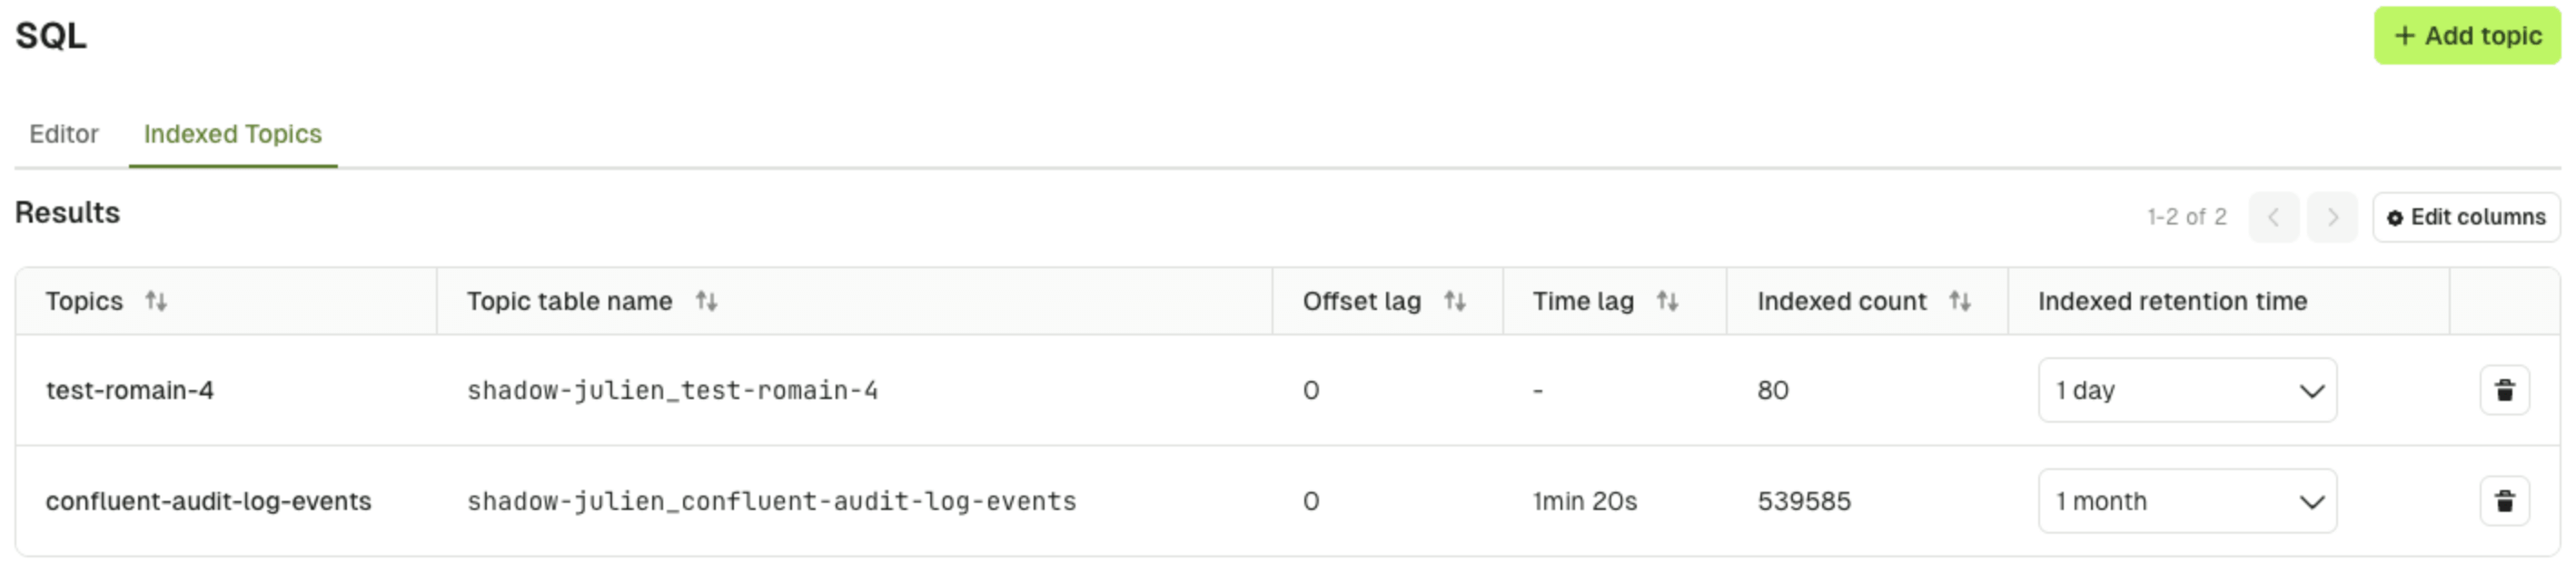 SQL
+ Add topic
Editor Indexed Topics
Results
1-2 of 2
Edit columns
Topics Topic table name Offset lag Time lag Indexed count Indexed retention time
test-romain-4 shadow-julien_test-romain-4 0 - 80 1 day
confluent-audit-log-events shadow-julien_confluent-audit-log-events 0 1min 20s 539585 1 month